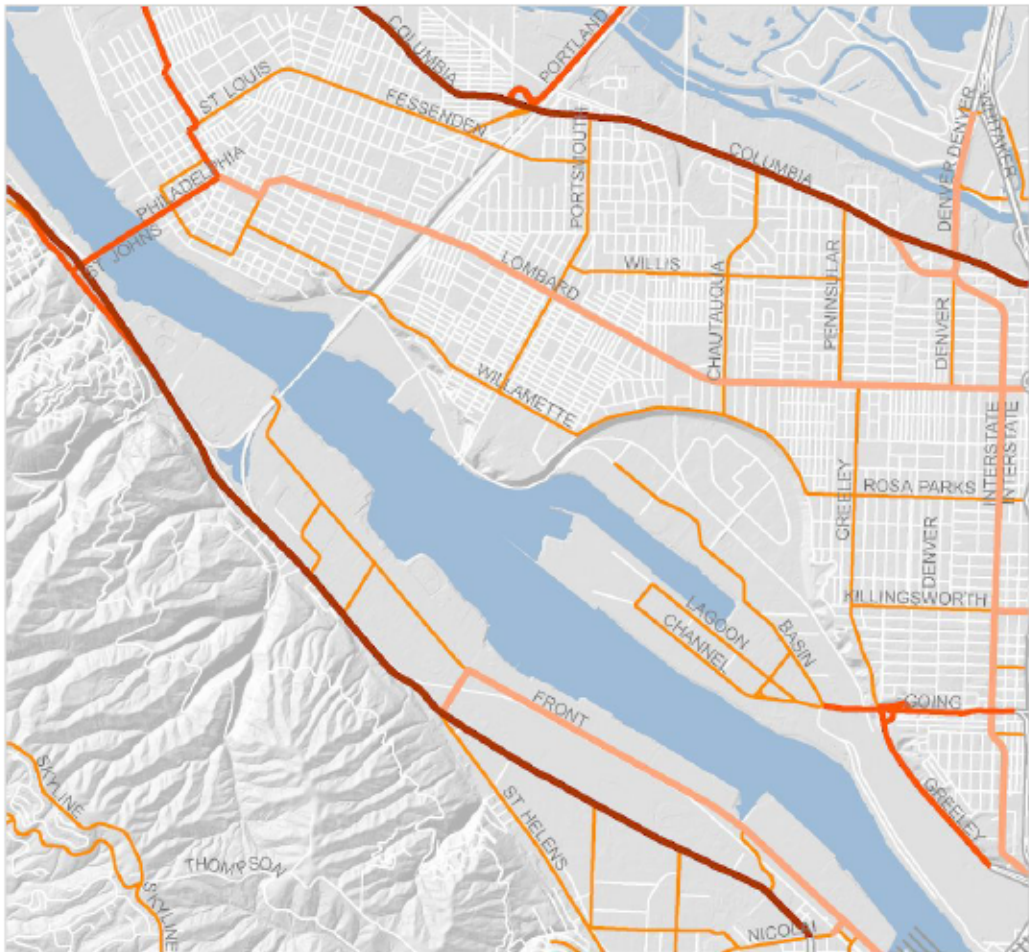 COLUMBIA
PORTLAND
ST LOUIS
FESSENDEN
PORTSMOUTH
COLUMBIA
DENVER DENVER
WHITAKER
PHILADELPHIA
ST JOHNS
LOMBARD
WILLIS
CHAUTAUQUA
PENINSULAR
DENVER
WILLAMETTE
INTERSTATE
INTERSTATE
ROSA PARKS
GREELEY
DENVER
KILLINGSWORTH
LAGOON
CHANNEL
BASIN
GOING
FRONT
GREELEY
SKYLINE
ST HELENS
THOMPSON
SKYLINE
NICOLAI